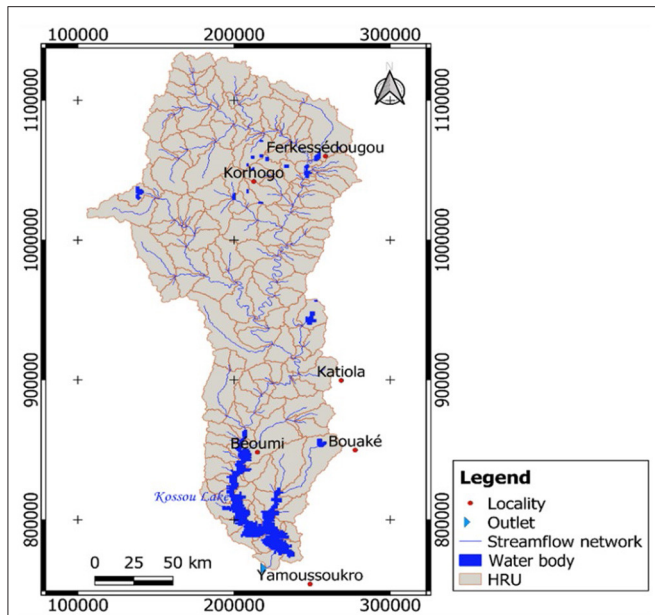 100000 200000 300000
1100000 1100000
N
Ferkessédougou
Korhogo
1000000 1000000
900000 900000
Katiola
Béoumi Bouaké
Kossou Lake
800000 800000
0 25 50 km
Yamoussoukro
100000 200000 300000
Legend
Locality
Outlet
Streamflow network
Water body
HRU